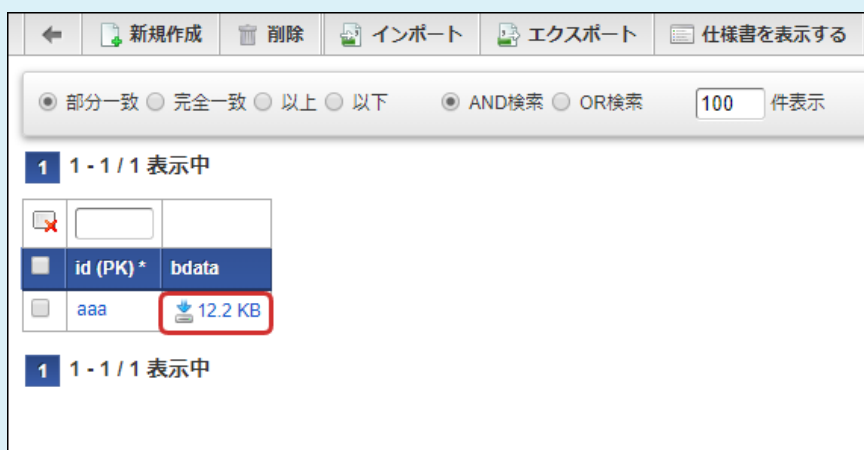 新規作成 削除 インポート エクスポート 仕様書を表示する
部分一致 完全一致 以上 以下 AND検索 OR検索 100 件表示
1 1 - 1 / 1 表示中
id (PK) * bdata
aaa 12.2 KB
1 1 - 1 / 1 表示中